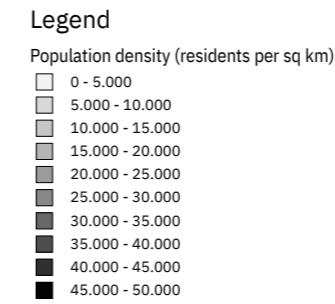 Legend
Population density (residents per sq km)
0 - 5.000
5.000 - 10.000
10.000 - 15.000
15.000 - 20.000
20.000 - 25.000
25.000 - 30.000
30.000 - 35.000
35.000 - 40.000
40.000 - 45.000
45.000 - 50.000